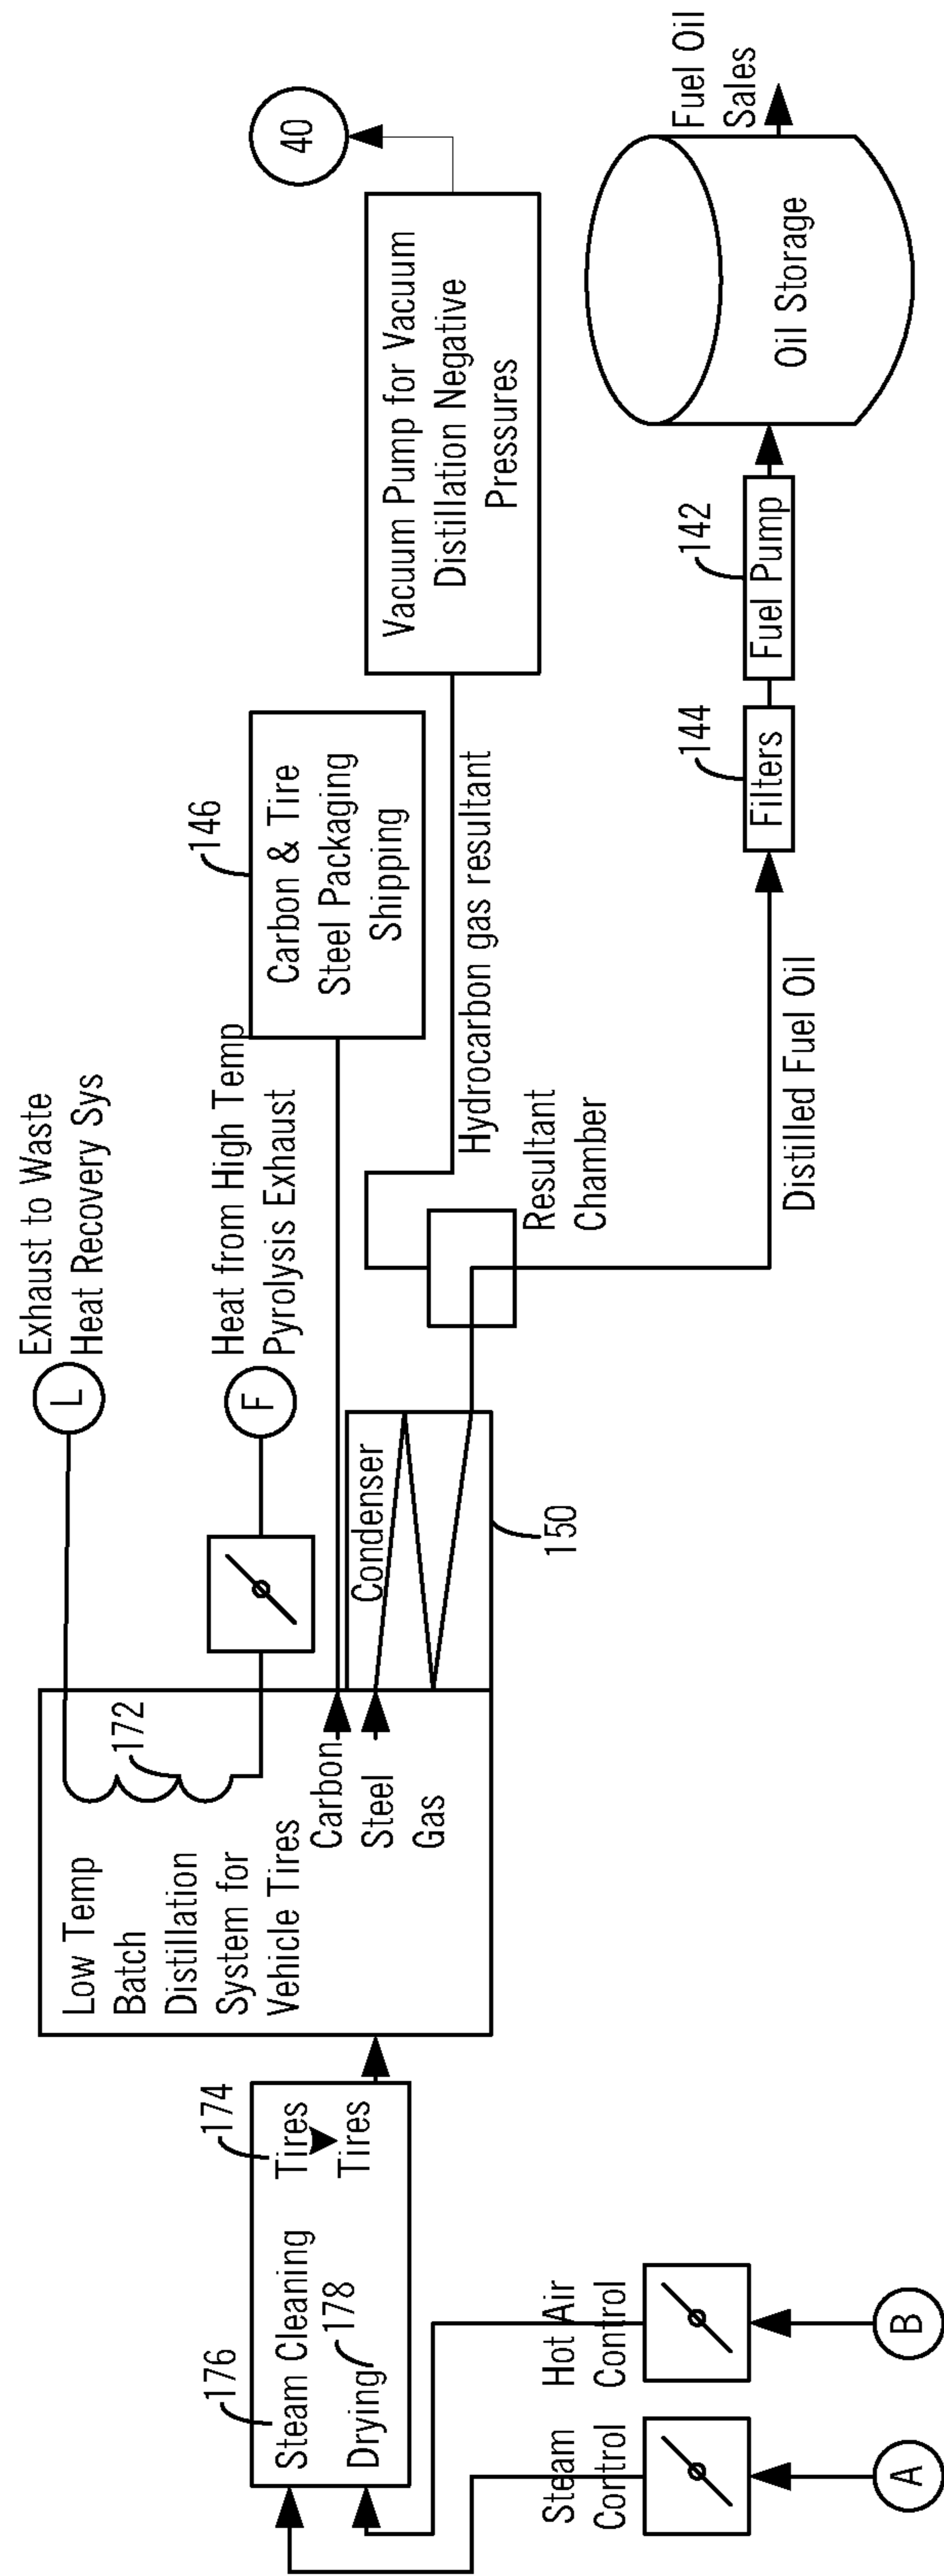 Exhaust to Waste
Heat Recovery Sys
L
Heat from High Temp
Pyrolysis Exhaust
F
146
Carbon & Tire
Steel Packaging
Shipping
40
Vacuum Pump for Vacuum
Distillation Negative
Pressures
Hydrocarbon gas resultant
172
Low Temp
Batch
Distillation
System for
Vehicle Tires
Carbon
Steel
Gas
Condenser
150
Resultant
Chamber
176
Steam Cleaning
178
Drying
174
Tires
Tires
Steam
Control
A
Hot Air
Control
B
Distilled Fuel Oil
144
Filters
142
Fuel Pump
Oil Storage
Fuel Oil
Sales